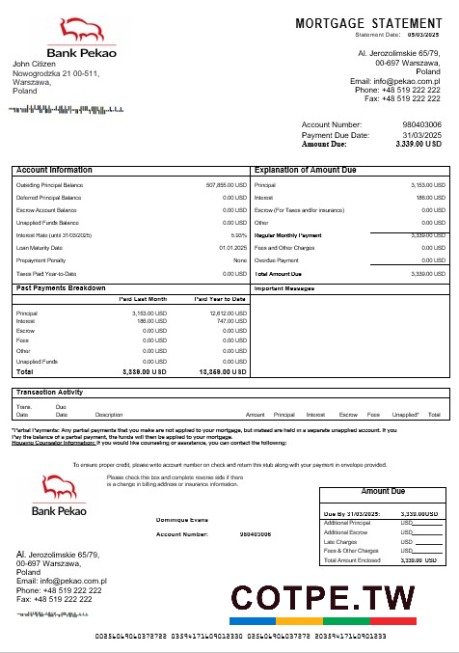 MORTGAGE STATEMENT
Statement Date: 05/03/2025
Bank Pekao
John Citizen
Nowogrodzka 21 00-511,
Warszawa,
Poland
Al. Jerozolimskie 65/79,
00-697 Warszawa,
Poland
Email: info@pekao.com.pl
Phone: +48 519 222 222
Fax: +48 519 222 222
Account Number: 980403006
Payment Due Date: 31/03/2025
Amount Due: 3.339.00 USD
Account Information
Outstanding Principal Balance 507,855.00 USD
Deferred Principal Balance 0.00 USD
Escrow Account Balance 0.00 USD
Unapplied Funds Balance 0.00 USD
Interest Rate (until 31/03/2025) 5.93%
Loan Maturity Date 01.01.2025
Prepayment Penalty None
Taxes Paid Year-to-Date 0.00 USD
Explanation of Amount Due
Principal 3,153.00 USD
Interest 186.00 USD
Escrow (For Taxes and/or insurance) 0.00 USD
Other 0.00 USD
Regular Monthly Payment 3,339.00 USD
Fees and Other Charges 0.00 USD
Overdue Payment 0.00 USD
Total Amount Due 3,339.00 USD
Past Payments Breakdown
Paid Last Month Paid Year to Date
Principal 3,153.00 USD 12,612.00 USD
Interest 186.00 USD 747.00 USD
Escrow 0.00 USD 0.00 USD
Fees 0.00 USD 0.00 USD
Other 0.00 USD 0.00 USD
Unapplied Funds 0.00 USD 0.00 USD
Total 3,339.00 USD 13,359.00 USD
Important Messages
Transaction Activity
Trans. Date Due Date Description Amount Principal Interest Escrow Fees Unapplied* Total
*Partial Payments: Any partial payments that you make are not applied to your mortgage, but instead are held in a separate unapplied account. If you
Pay the balance of a partial payment, the funds will then be applied to your mortgage.
Housing Counselor Information: If you would like counseling or assistance, you can contact the following:
To ensure proper credit, please write account number on check and return this stub along with your payment in envelope provided.
Bank Pekao
Please check this box and complete reverse side if there
is a change in billing address or insurance information.
Dominique Evans
Account Number: 980403006
Amount Due
Due By 31/03/2025: 3,339.00USD
Additional Principal USD
Additional Escrow USD
Late Charges USD
Fees & Other Charges USD
Total Amount Enclosed 3,339.00 USD
Al. Jerozolimskie 65/79,
00-697 Warszawa,
Poland
Email: info@pekao.com.pl
Phone: +48 519 222 222
Fax: +48 519 222 222
COTPE.TW